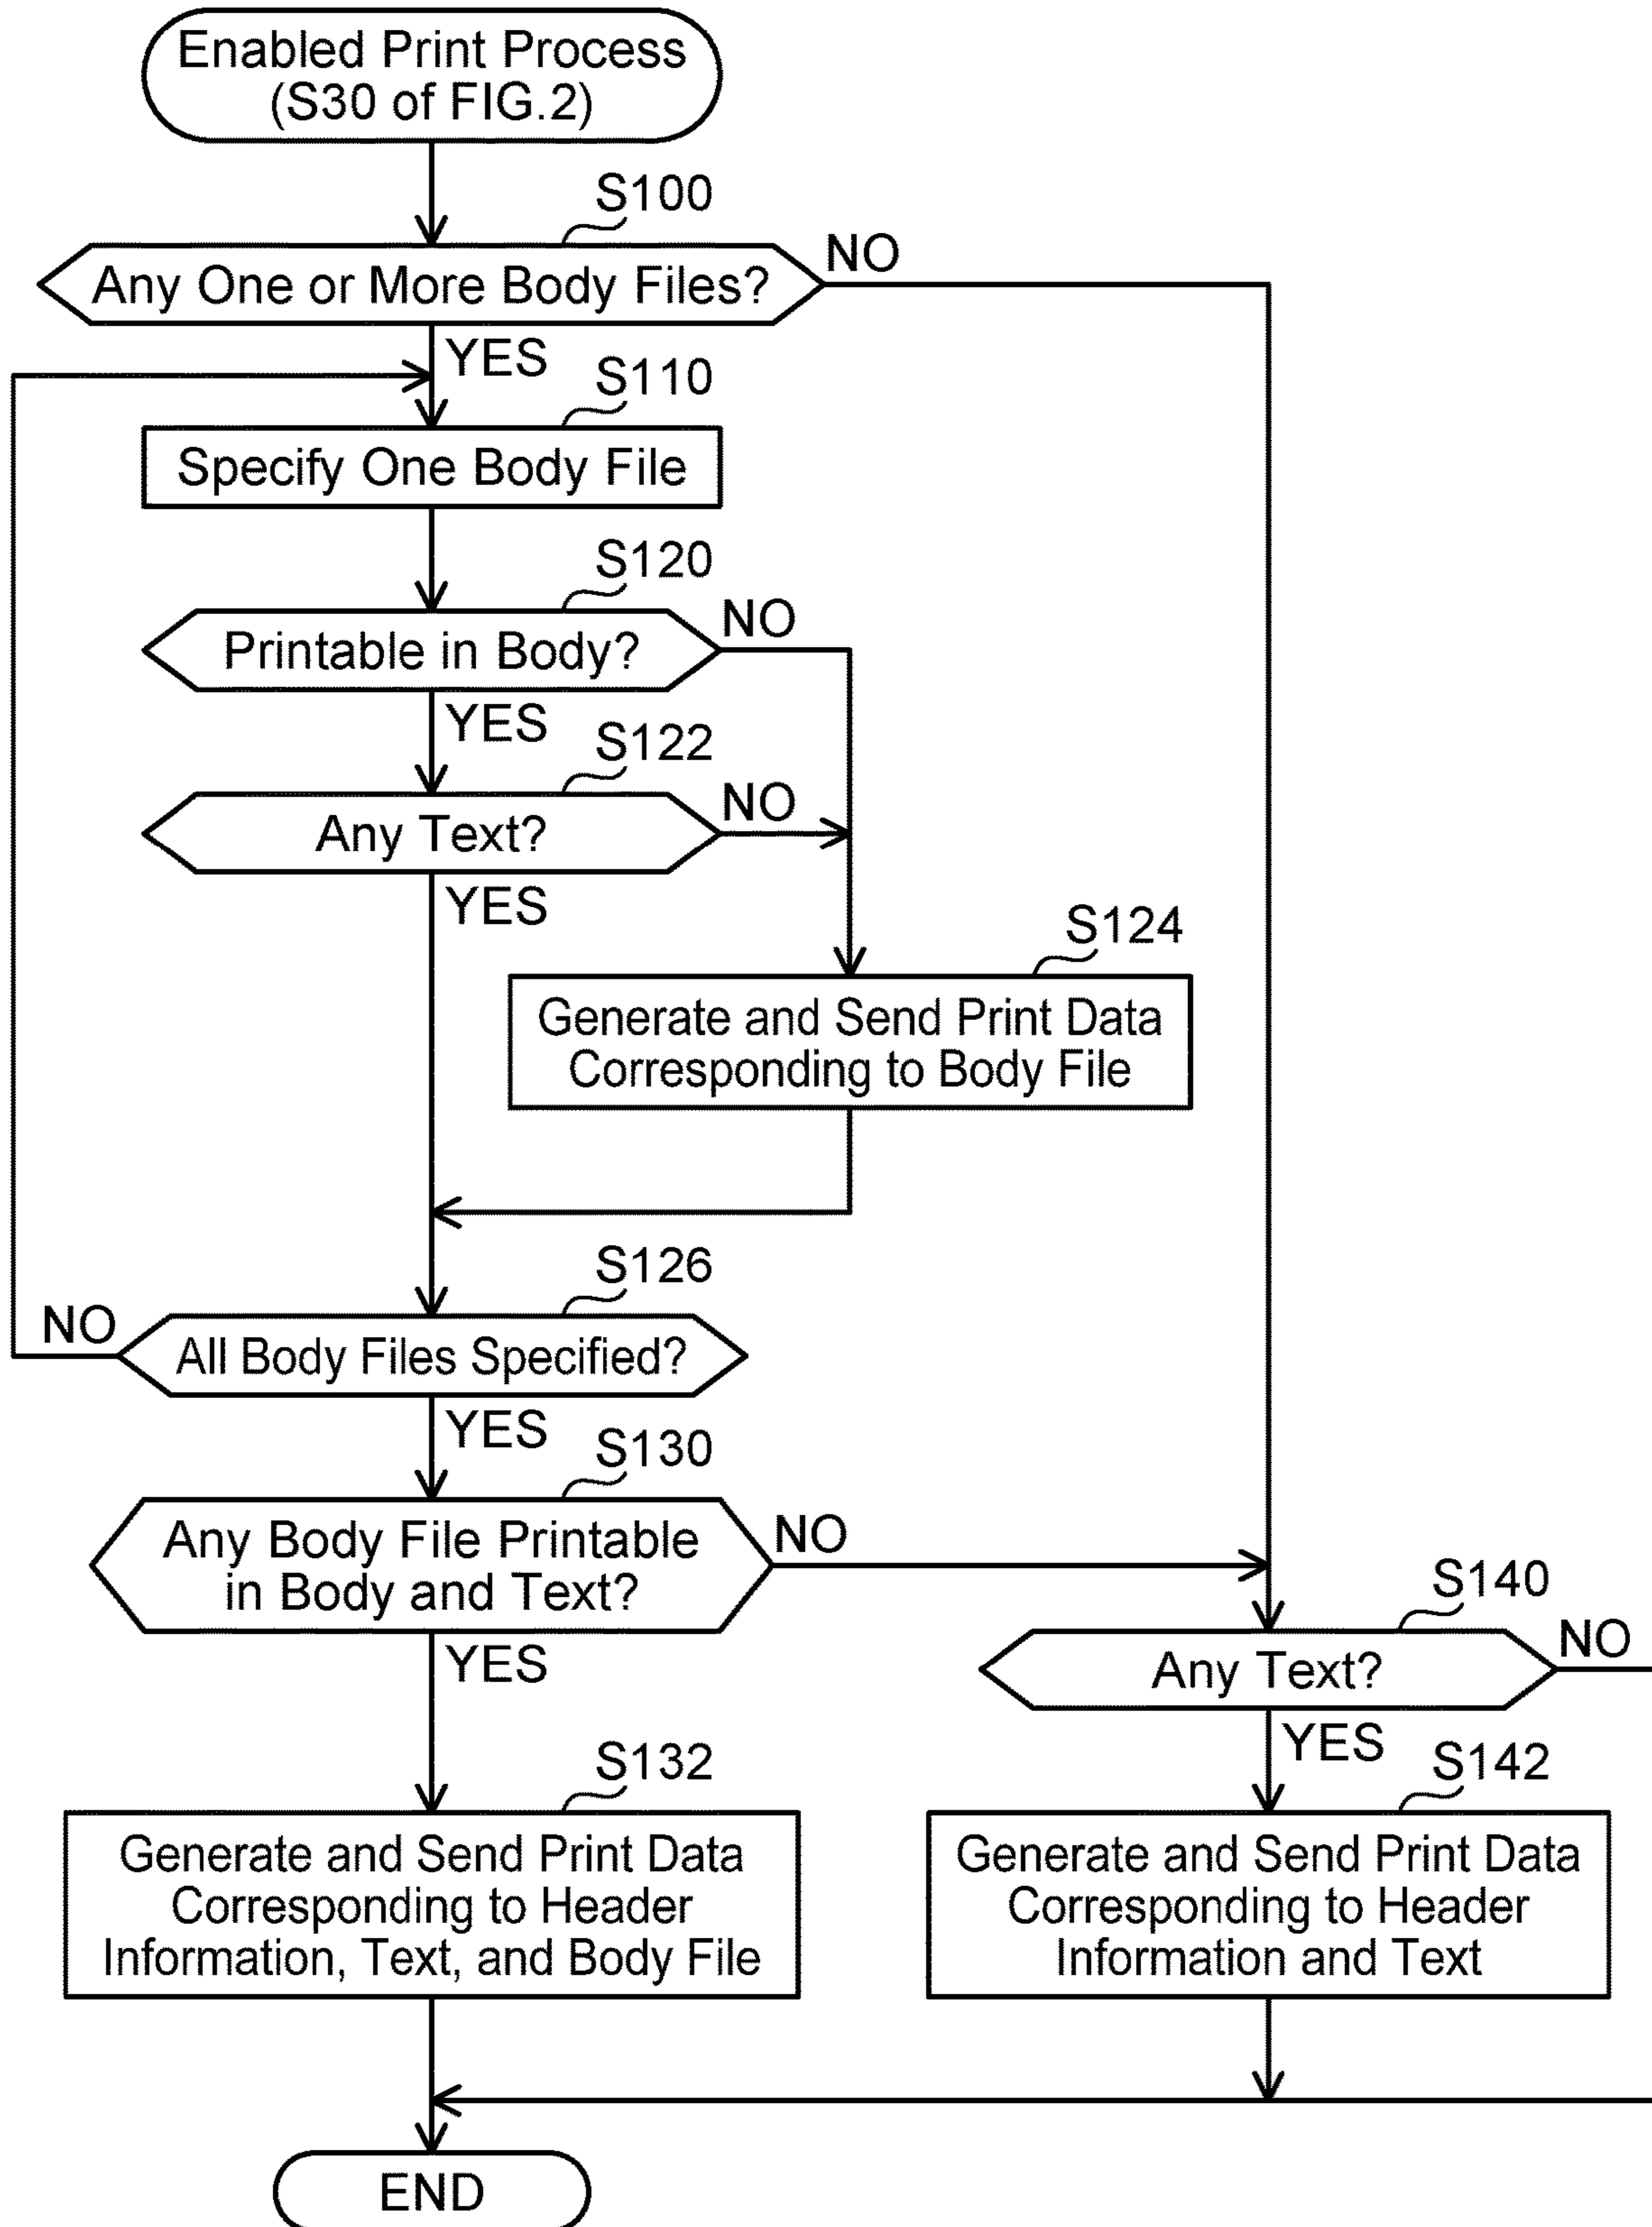 Enabled Print Process
(S30 of FIG.2)
S100
Any One or More Body Files?
NO
YES
S110
Specify One Body File
S120
Printable in Body?
NO
YES
S122
Any Text?
NO
YES
S124
Generate and Send Print Data
Corresponding to Body File
S126
NO
All Body Files Specified?
YES
S130
Any Body File Printable
in Body and Text?
NO
YES
S140
Any Text?
NO
YES
S132
Generate and Send Print Data
Corresponding to Header
Information, Text, and Body File
S142
Generate and Send Print Data
Corresponding to Header
Information and Text
END